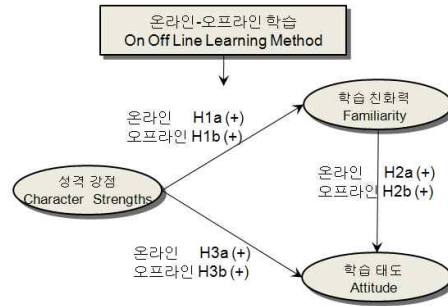 온라인-오프라인 학습
On Off Line Learning Method
학습 친화력
Familiarity
온라인 H1a (+)
오프라인 H1b (+)
온라인 H2a (+)
오프라인 H2b (+)
성격 강점
Character Strengths
온라인 H3a (+)
오프라인 H3b (+)
학습 태도
Attitude